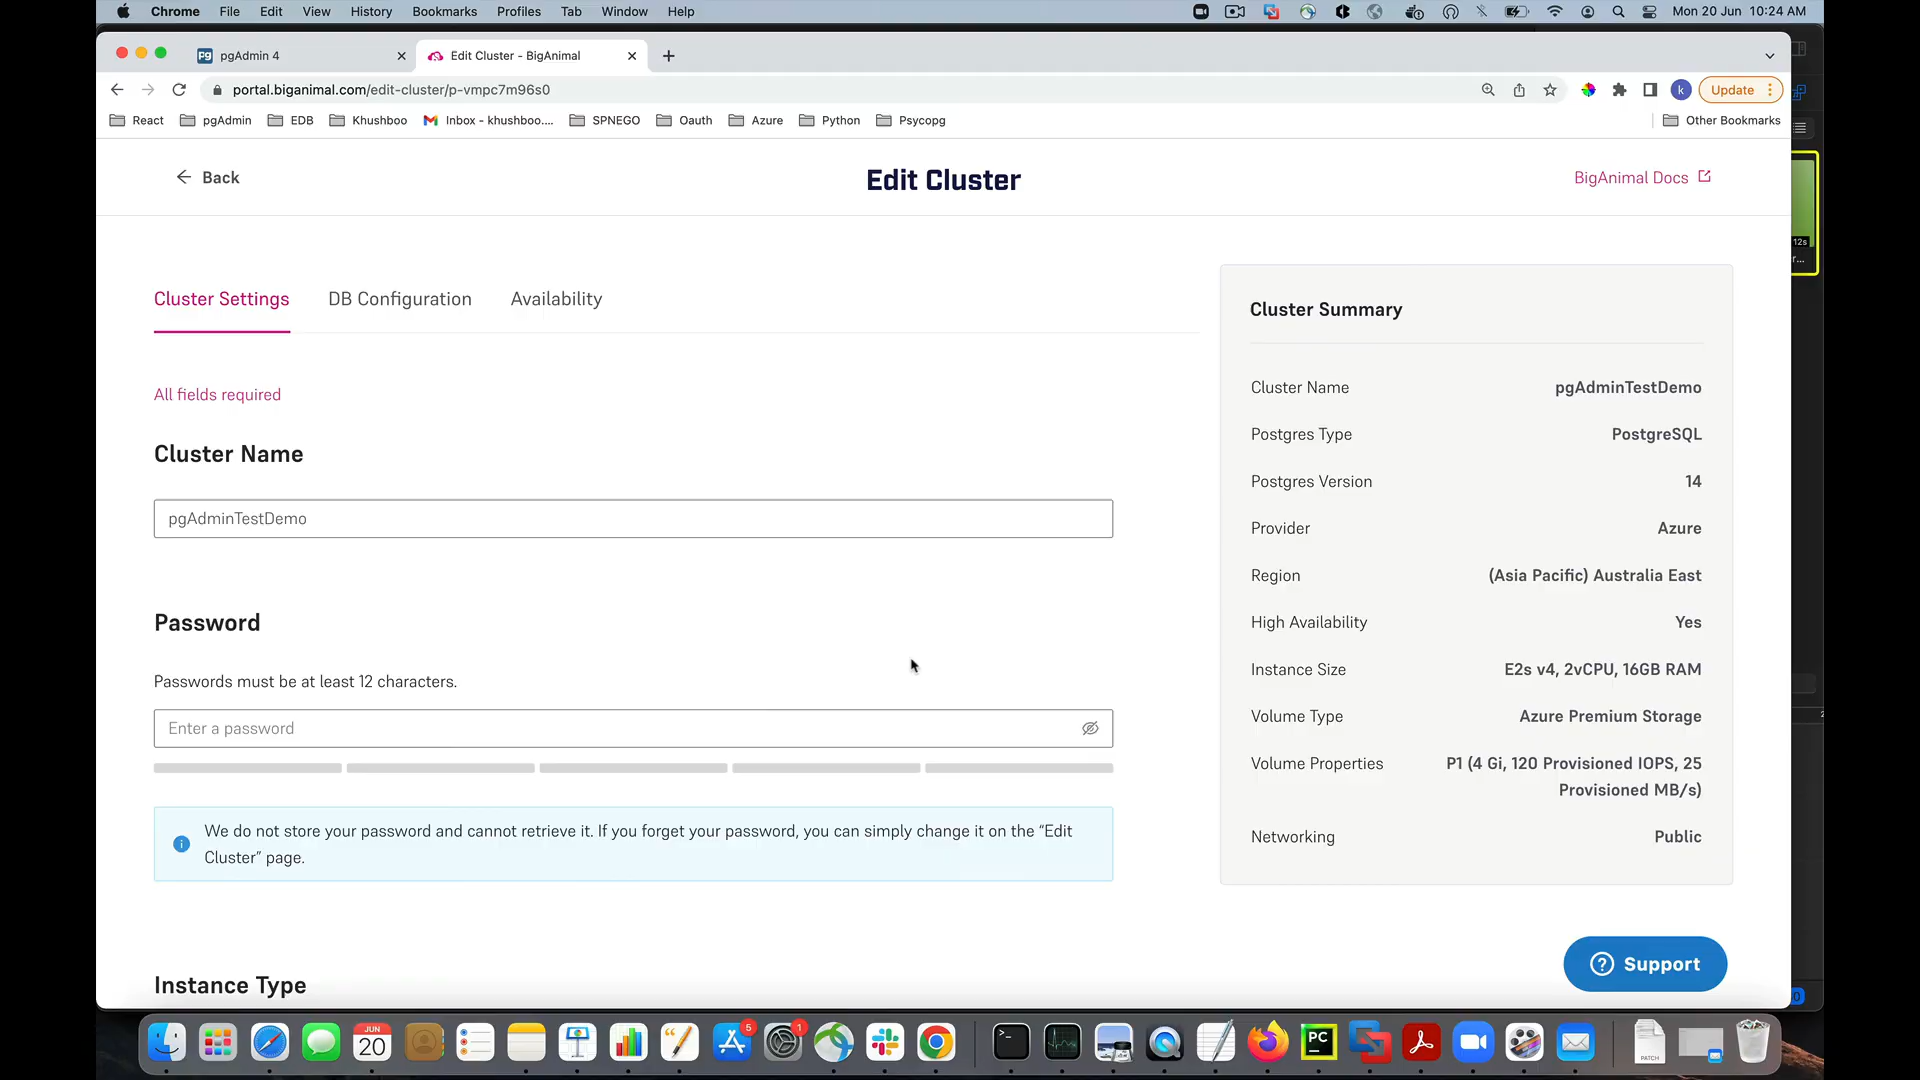 Chrome File Edit View History Bookmarks Profiles Tab Window Help Mon 20 Jun 10:24 AM
pgAdmin 4
Edit Cluster - BigAnimal
portal.biganimal.com/edit-cluster/p-vmpc7m96s0
k
Update
React pgAdmin EDB Khushboo Inbox - khushboo.... SPNEGO Oauth Azure Python Psycopg Other Bookmarks
Back
Edit Cluster
BigAnimal Docs
12s
r...
Cluster Settings DB Configuration Availability
All fields required
Cluster Name
pgAdminTestDemo
Password
Passwords must be at least 12 characters.
Enter a password
We do not store your password and cannot retrieve it. If you forget your password, you can simply change it on the “Edit
Cluster” page.
Instance Type
Cluster Summary
Cluster Name pgAdminTestDemo
Postgres Type PostgreSQL
Postgres Version 14
Provider Azure
Region (Asia Pacific) Australia East
High Availability Yes
Instance Size E2s v4, 2vCPU, 16GB RAM
Volume Type Azure Premium Storage
Volume Properties P1 (4 Gi, 120 Provisioned IOPS, 25
Provisioned MB/s)
Networking Public
Support
JUN
20
5
1
PC
PATCH